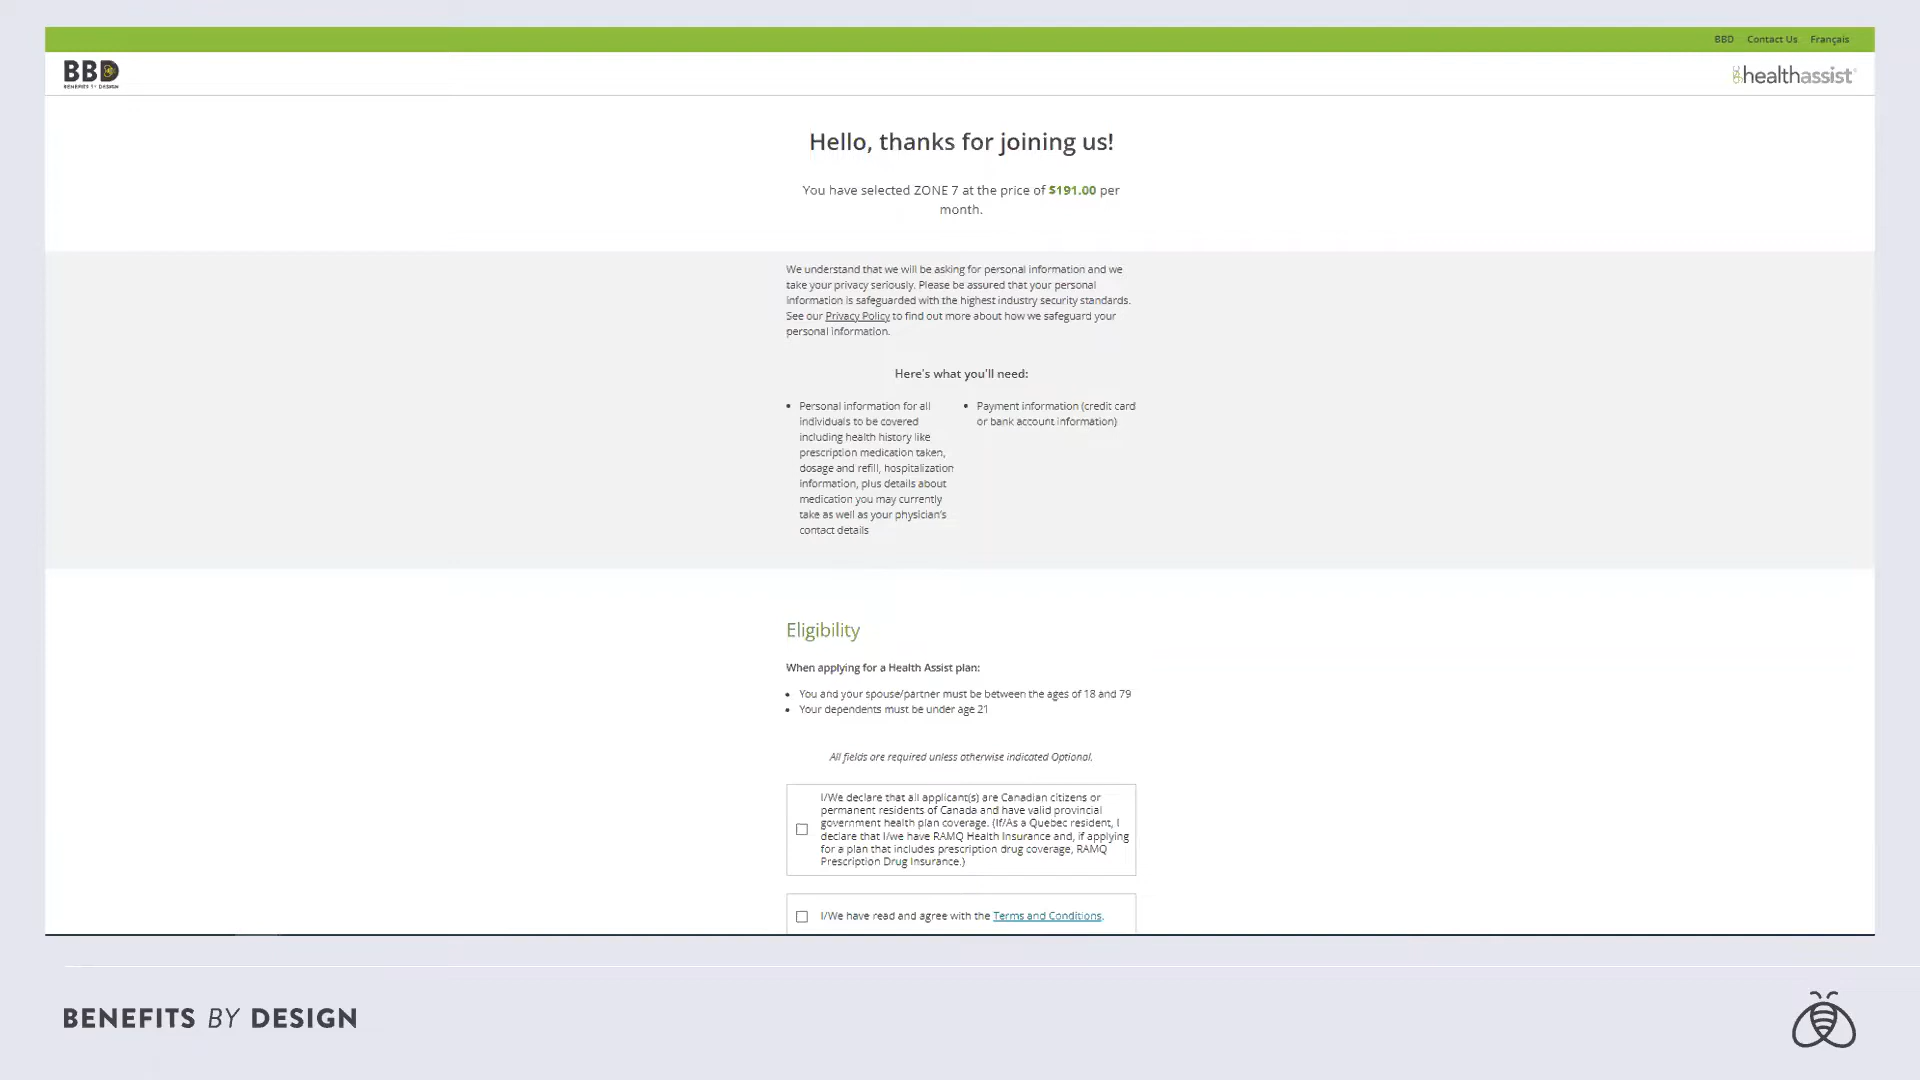 BBD Contact Us Français
BBD
BENEFITS BY DESIGN
gsc healthassist
Hello, thanks for joining us!
You have selected ZONE 7 at the price of $191.00 per
month.
We understand that we will be asking for personal information and we
take your privacy seriously. Please be assured that your personal
information is safeguarded with the highest industry security standards.
See our Privacy Policy to find out more about how we safeguard your
personal information.
Here's what you'll need:
• Personal information for all
individuals to be covered
including health history like
prescription medication taken,
dosage and refill, hospitalization
information, plus details about
medication you may currently
take as well as your physician's
contact details
• Payment information (credit card
or bank account information)
Eligibility
When applying for a Health Assist plan:
• You and your spouse/partner must be between the ages of 18 and 79
• Your dependents must be under age 21
All fields are required unless otherwise indicated Optional.
I/We declare that all applicant(s) are Canadian citizens or
permanent residents of Canada and have valid provincial
government health plan coverage. (If/As a Quebec resident, I
declare that I/we have RAMQ Health Insurance and, if applying
for a plan that includes prescription drug coverage, RAMQ
Prescription Drug Insurance.)
I/We have read and agree with the Terms and Conditions.
BENEFITS BY DESIGN